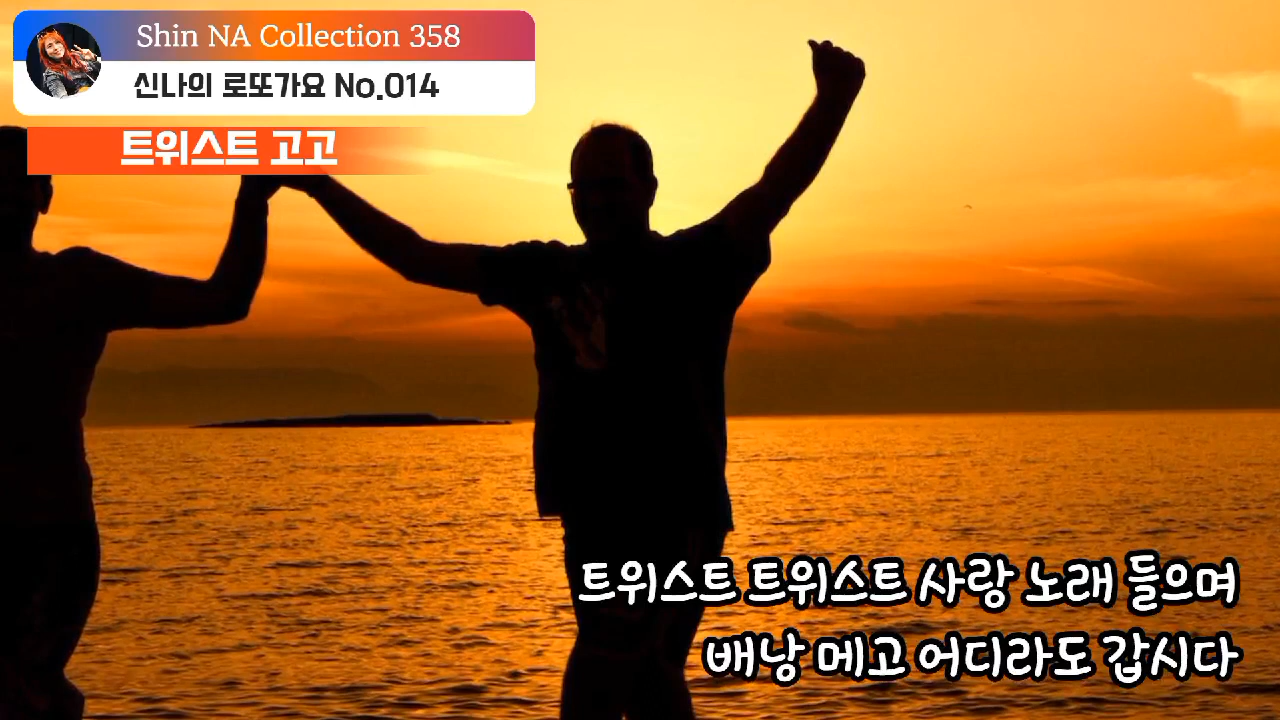 Shin NA Collection 358
신나의 로또가요 No.014
트위스트 고고
트위스트 트위스트 사랑 노래 들으며
배낭 메고 어디라도 갑시다